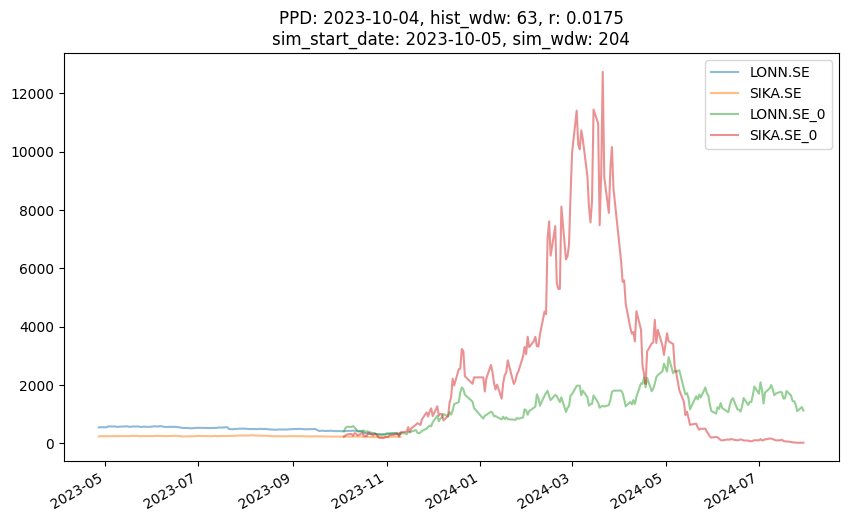 PPD: 2023-10-04, hist_wdw: 63, r: 0.0175
sim_start_date: 2023-10-05, sim_wdw: 204
LONN.SE
SIKA.SE
LONN.SE_0
SIKA.SE_0
12000
10000
8000
6000
4000
2000
0
2023-05
2023-07
2023-09
2023-11
2024-01
2024-03
2024-05
2024-07